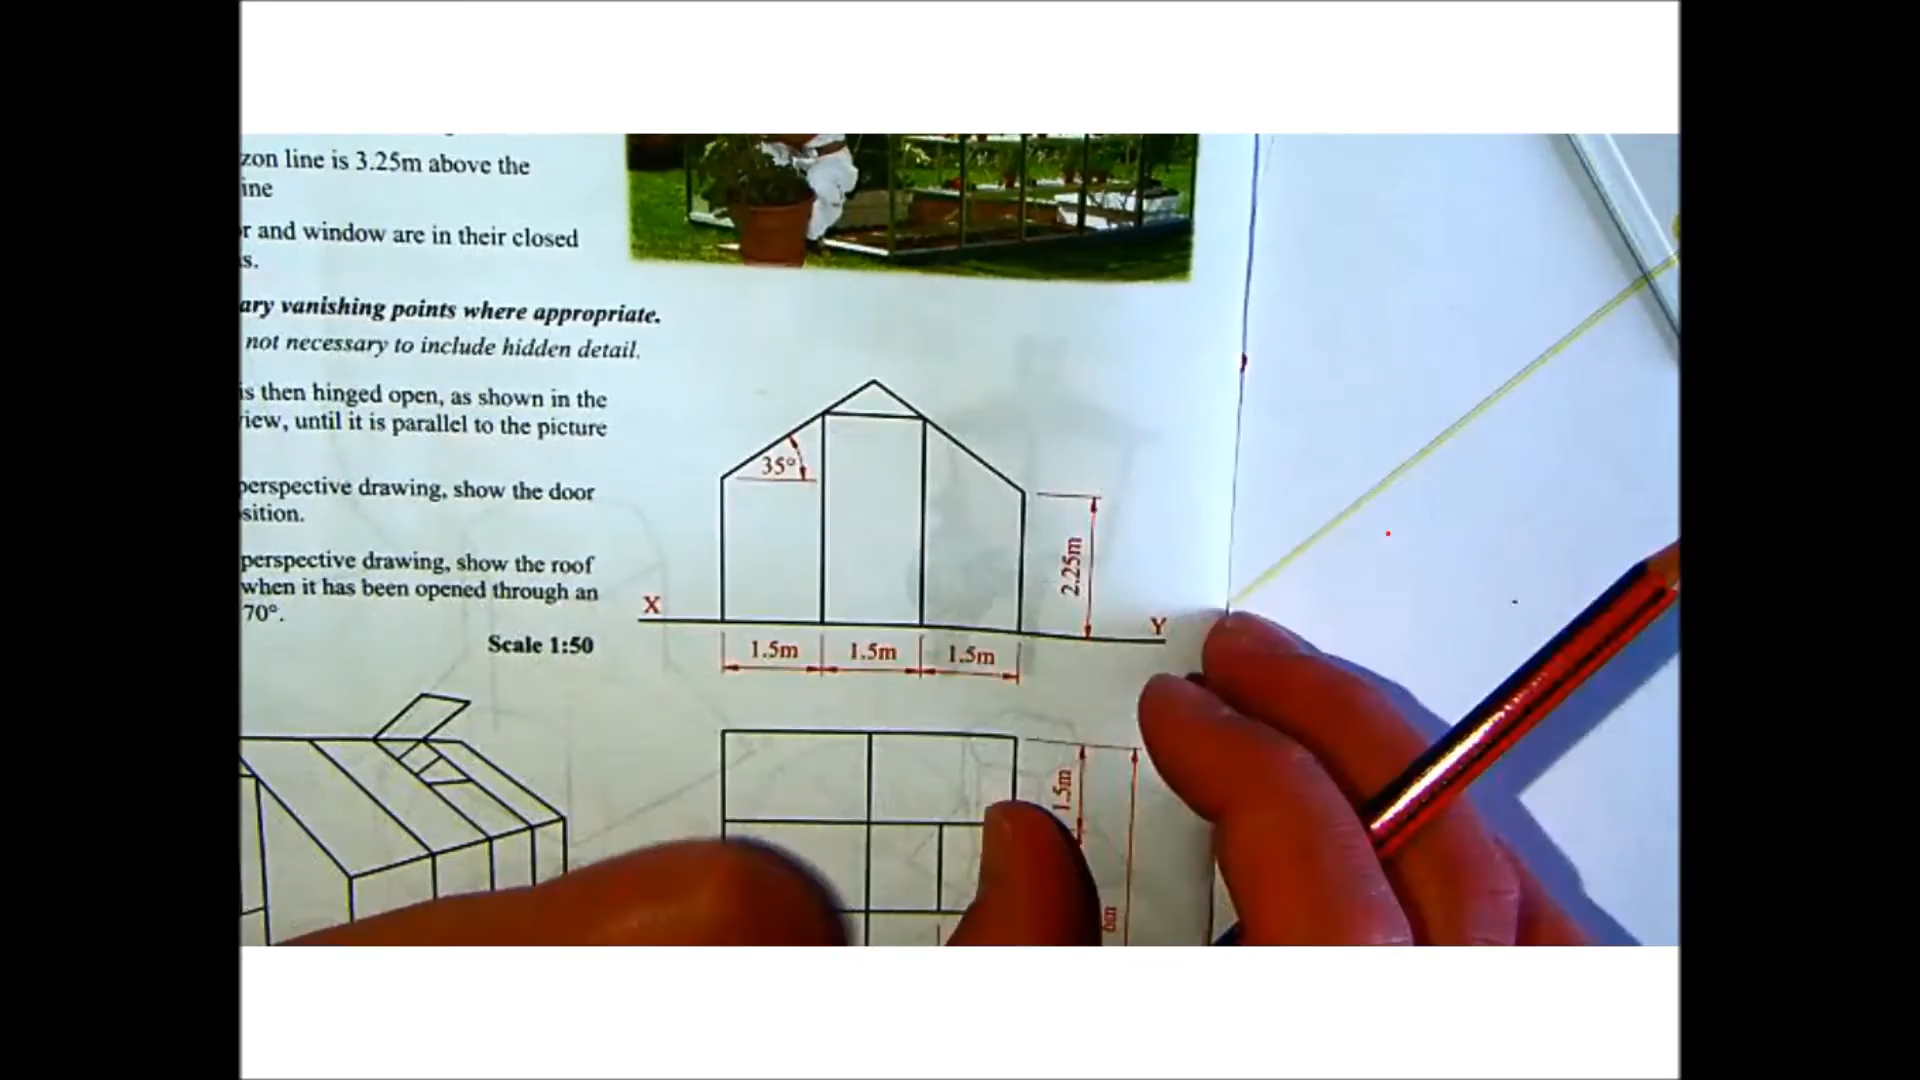 zon line is 3.25m above the
ine
r and window are in their closed
s.
ary vanishing points where appropriate.
not necessary to include hidden detail.
is then hinged open, as shown in the
iew, until it is parallel to the picture
perspective drawing, show the door
sition.
perspective drawing, show the roof
when it has been opened through an
70°.
Scale 1:50
35°
2.25m
X
Y
1.5m 1.5m 1.5m
1.5m
6m